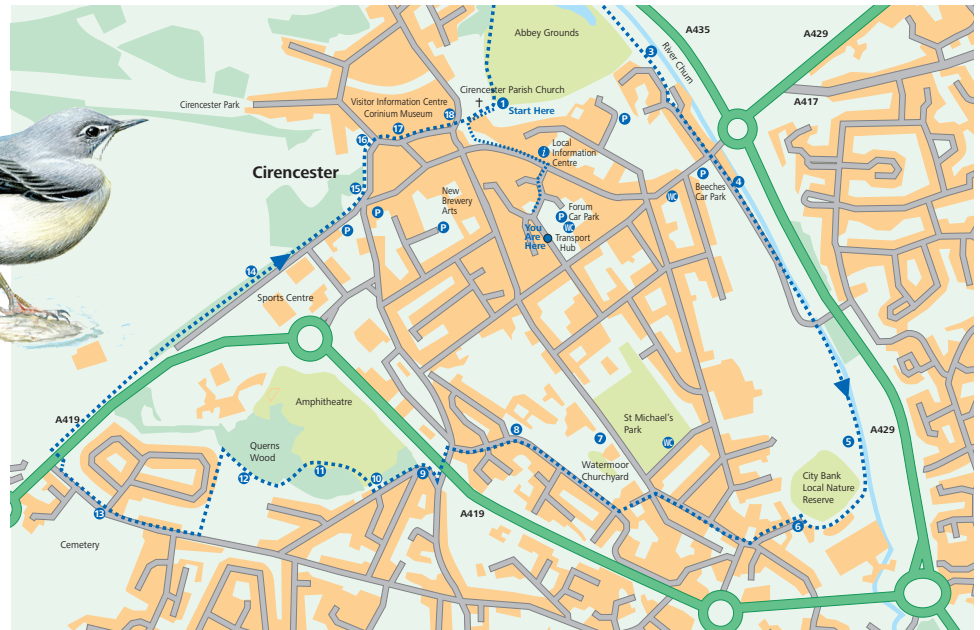 Abbey Grounds
A435
A429
3
River Churn
Cirencester Parish Church
Cirencester Park
Visitor Information Centre
Corinium Museum
18
1
Start Here
A417
17
16
P
i
Local
Information
Centre
Cirencester
15
New
Brewery
Arts
P
4
Beeches
Car Park
WC
Forum
Car Park
P
WC
P
P
P
You
Are
Here
Transport
Hub
14
Sports Centre
Amphitheatre
A419
St Michael's
Park
8
7
WC
5
A429
Querns
Wood
12
11
10
9
Watermoor
Churchyard
City Bank
Local Nature
Reserve
13
A419
6
Cemetery